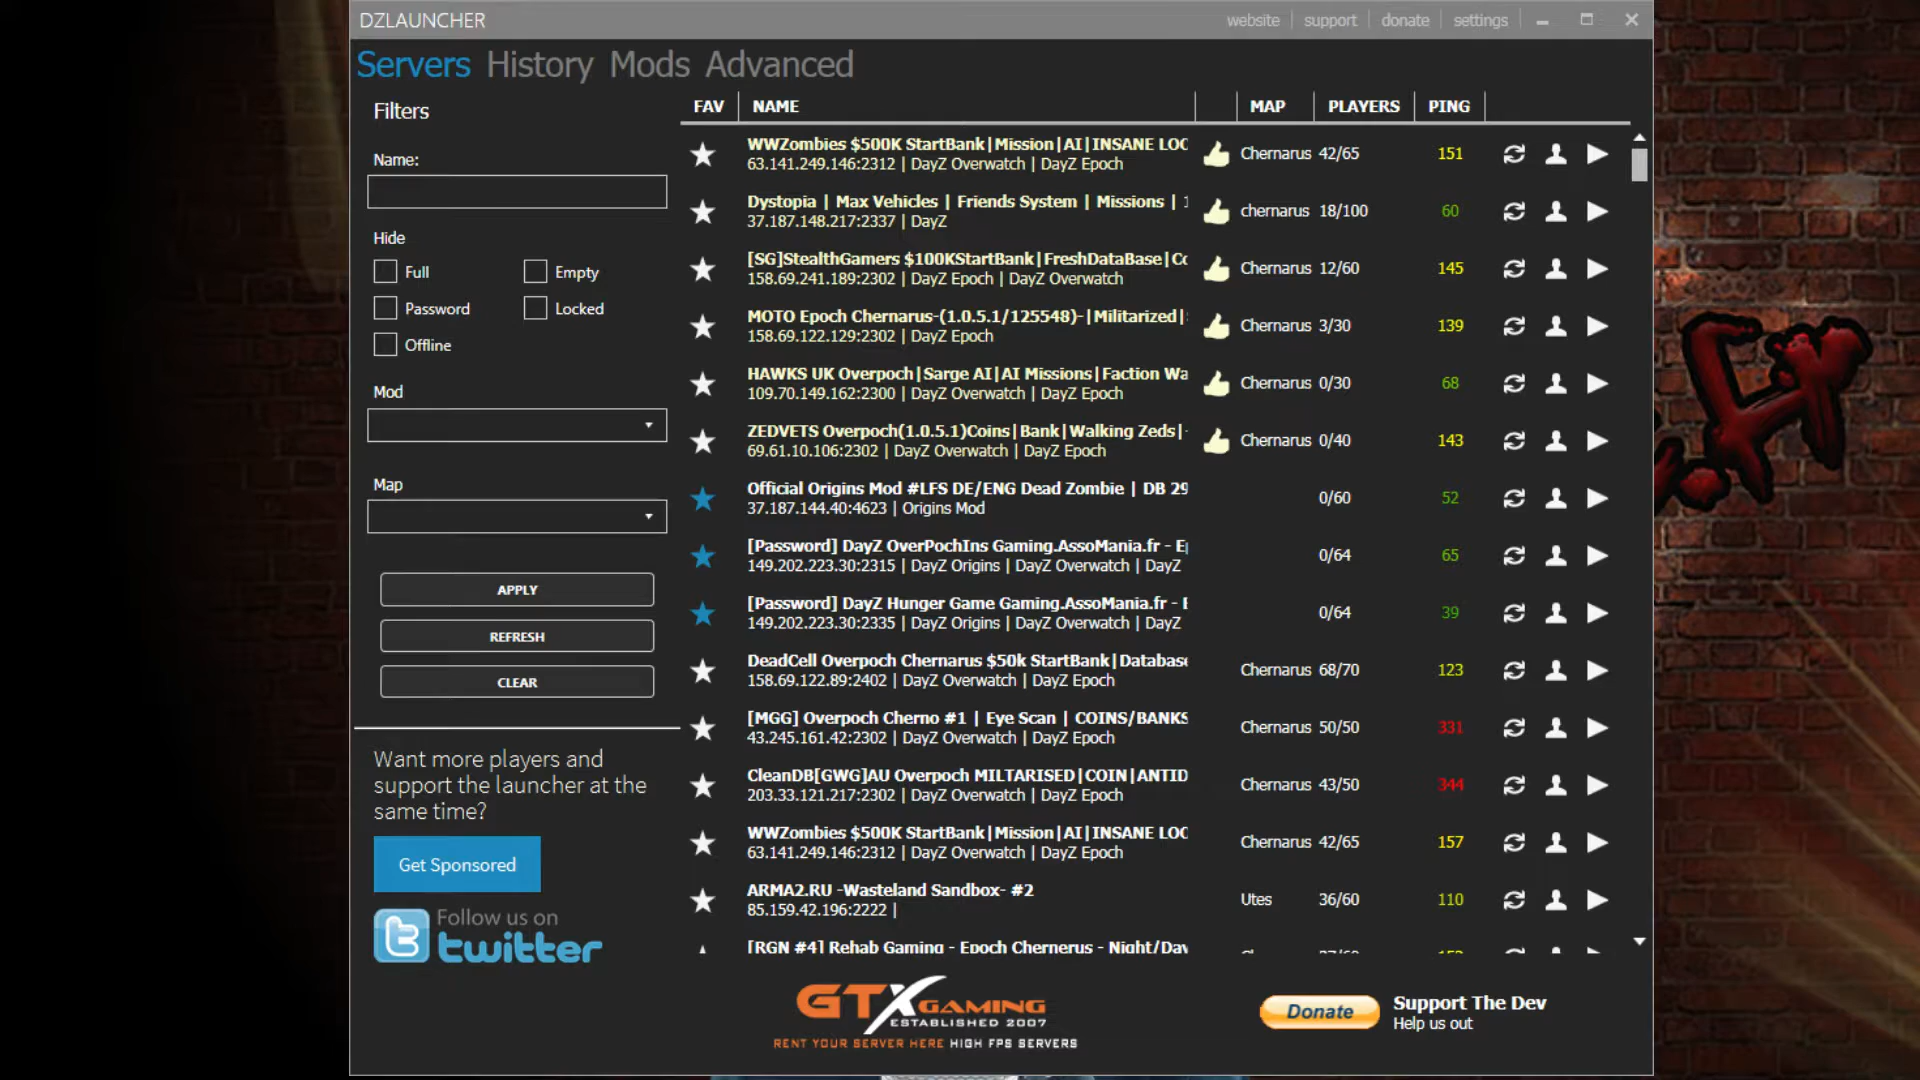 DZLAUNCHER
website support donate settings
Servers History Mods Advanced
Filters
Name:
Hide
Full Empty
Password Locked
Offline
Mod
Map
APPLY
REFRESH
CLEAR
Want more players and
support the launcher at the
same time?
Get Sponsored
Follow us on
twitter
FAV NAME MAP PLAYERS PING
WWZombies $500K StartBank|Mission|AI|INSANE LOO
63.141.249.146:2312 | DayZ Overwatch | DayZ Epoch
Chernarus 42/65 151
Dystopia | Max Vehicles | Friends System | Missions |
37.187.148.217:2337 | DayZ
chernarus 18/100 60
[SG]StealthGamers $100KStartBank|FreshDataBase|Co
158.69.241.189:2302 | DayZ Epoch | DayZ Overwatch
Chernarus 12/60 145
MOTO Epoch Chernarus-(1.0.5.1/125548)-|Militarized|
158.69.122.129:2302 | DayZ Epoch
Chernarus 3/30 139
HAWKS UK Overpoch|Sarge AI|AI Missions|Faction Wa
109.70.149.162:2300 | DayZ Overwatch | DayZ Epoch
Chernarus 0/30 68
ZEDVETS Overpoch(1.0.5.1)Coins|Bank|Walking Zeds|
69.61.10.106:2302 | DayZ Overwatch | DayZ Epoch
Chernarus 0/40 143
Official Origins Mod #LFS DE/ENG Dead Zombie | DB 29
37.187.144.40:4623 | Origins Mod
0/60 52
[Password] DayZ OverPochIns Gaming.AssoMania.fr - E
149.202.223.30:2315 | DayZ Origins | DayZ Overwatch | DayZ
0/64 65
[Password] DayZ Hunger Game Gaming.AssoMania.fr - E
149.202.223.30:2335 | DayZ Origins | DayZ Overwatch | DayZ
0/64 39
DeadCell Overpoch Chernarus $50k StartBank|Database
158.69.122.89:2402 | DayZ Overwatch | DayZ Epoch
Chernarus 68/70 123
[MGG] Overpoch Cherno #1 | Eye Scan | COINS/BANKS
43.245.161.42:2302 | DayZ Overwatch | DayZ Epoch
Chernarus 50/50 331
CleanDB[GWG]AU Overpoch MILTARISED|COIN|ANTID
203.33.121.217:2302 | DayZ Overwatch | DayZ Epoch
Chernarus 43/50 344
WWZombies $500K StartBank|Mission|AI|INSANE LOO
63.141.249.146:2312 | DayZ Overwatch | DayZ Epoch
Chernarus 42/65 157
ARMA2.RU -Wasteland Sandbox- #2
85.159.42.196:2222 |
Utes 36/60 110
[RGN #4] Rehab Gaming - Epoch Chernerus - Night/Day
GTXGAMING
ESTABLISHED 2007
RENT YOUR SERVER HERE HIGH FPS SERVERS
Donate
Support The Dev
Help us out